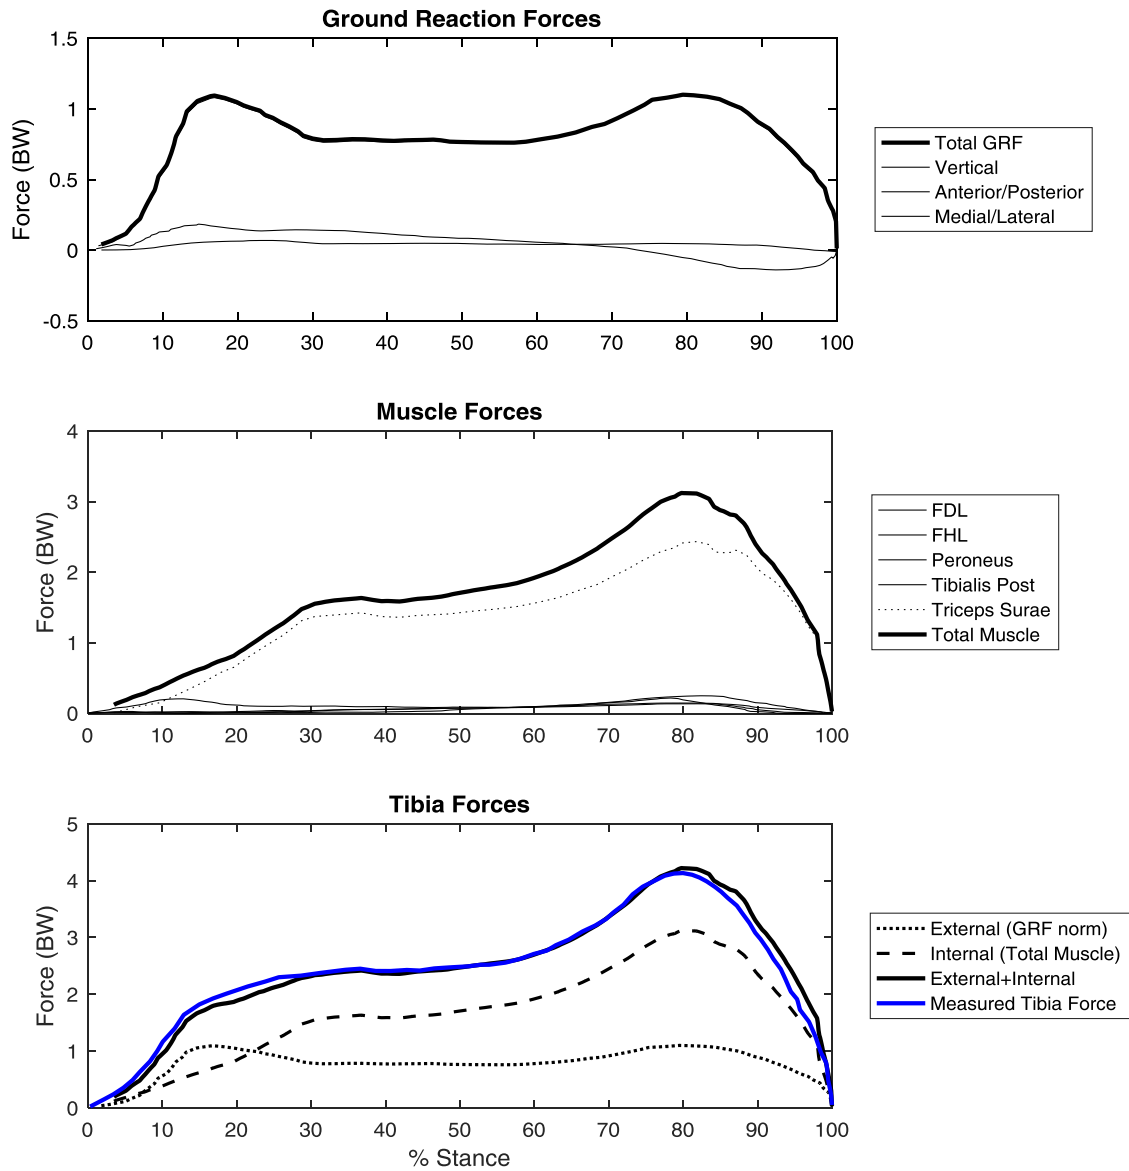 Ground Reaction Forces
1.5
1
0.5
0
-0.5
Force (BW)
0 10 20 30 40 50 60 70 80 90 100
Total GRF
Vertical
Anterior/Posterior
Medial/Lateral
Muscle Forces
4
3
2
1
0
Force (BW)
0 10 20 30 40 50 60 70 80 90 100
FDL
FHL
Peroneus
Tibialis Post
Triceps Surae
Total Muscle
Tibia Forces
5
4
3
2
1
0
Force (BW)
0 10 20 30 40 50 60 70 80 90 100
% Stance
External (GRF norm)
Internal (Total Muscle)
External+Internal
Measured Tibia Force